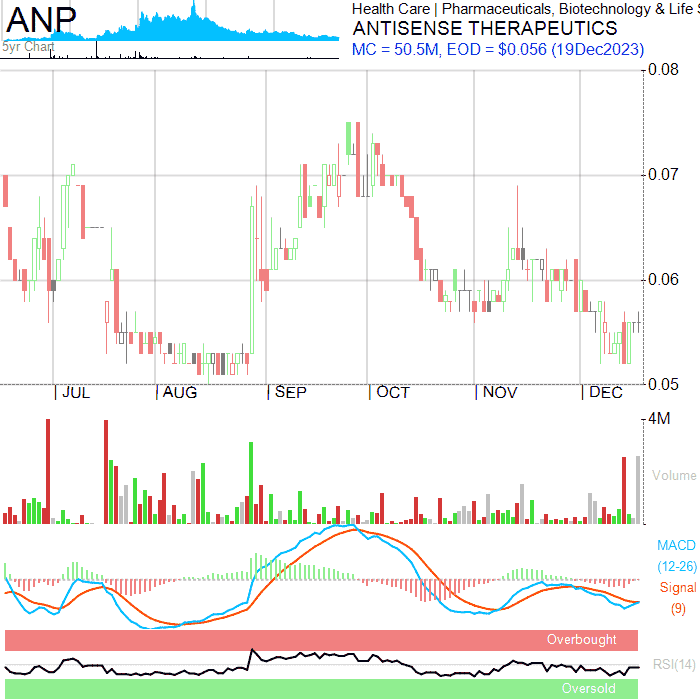 ANP
5yr Chart
Health Care | Pharmaceuticals, Biotechnology & Life S
ANTISENSE THERAPEUTICS
MC = 50.5M, EOD = $0.056 (19Dec2023)
0.08
0.07
0.06
0.05
| JUL | AUG | SEP | OCT | NOV | DEC
4M
Volume
MACD
(12-26)
Signal
(9)
Overbought
RSI(14)
Oversold